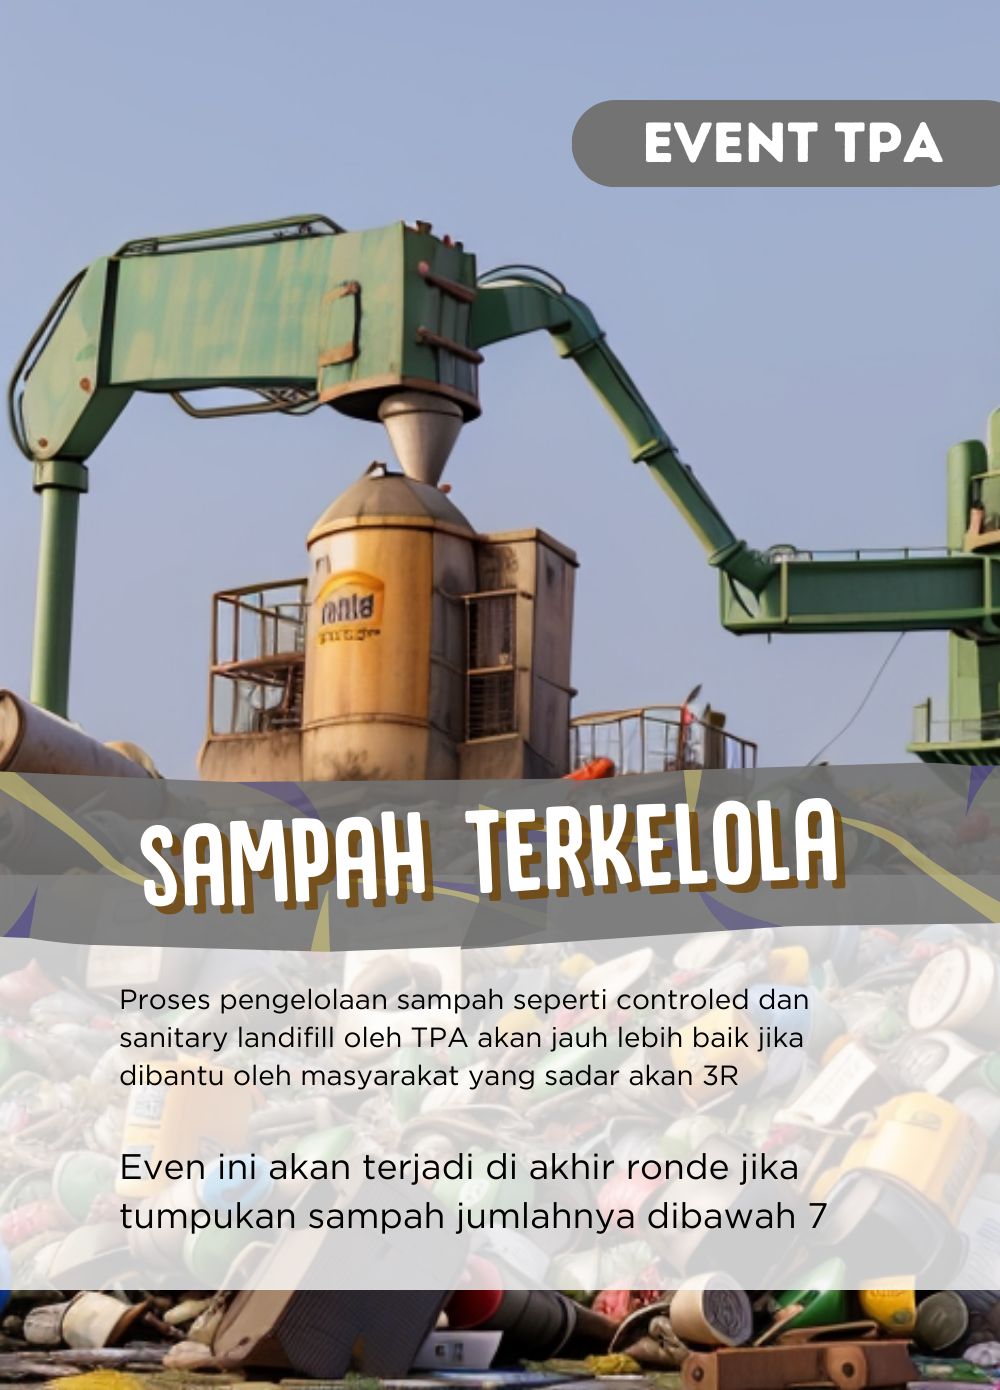 EVENT TPA
SAMPAH TERKELOLA
Proses pengelolaan sampah seperti controled dan
sanitary landifill oleh TPA akan jauh lebih baik jika
dibantu oleh masyarakat yang sadar akan 3R
Even ini akan terjadi di akhir ronde jika
tumpukan sampah jumlahnya dibawah 7